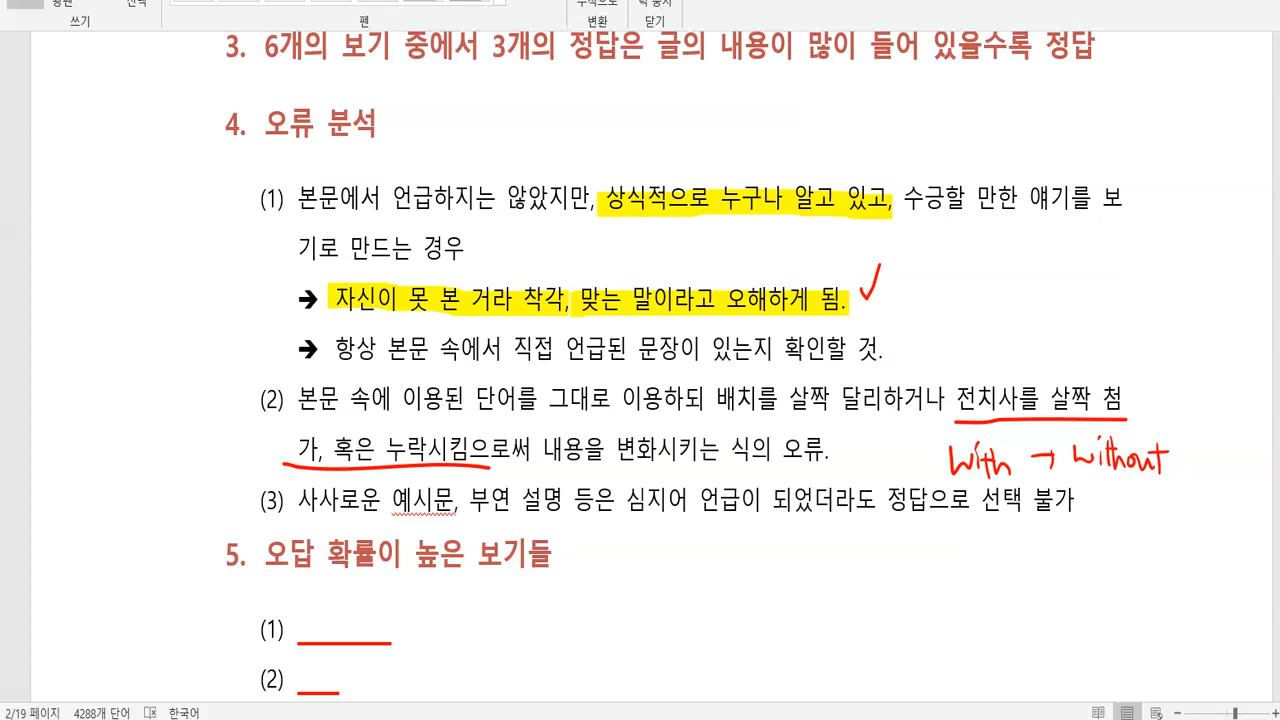 쓰기
펜
변환
닫기
3. 6개의 보기 중에서 3개의 정답은 글의 내용이 많이 들어 있을수록 정답
4. 오류 분석
(1) 본문에서 언급하지는 않았지만, 상식적으로 누구나 알고 있고, 수긍할 만한 얘기를 보
기로 만드는 경우
➔ 자신이 못 본 거라 착각, 맞는 말이라고 오해하게 됨.
➔ 항상 본문 속에서 직접 언급된 문장이 있는지 확인할 것.
(2) 본문 속에 이용된 단어를 그대로 이용하되 배치를 살짝 달리하거나 전치사를 살짝 첨
가, 혹은 누락시킴으로써 내용을 변화시키는 식의 오류.
with → without
(3) 사사로운 예시문, 부연 설명 등은 심지어 언급이 되었더라도 정답으로 선택 불가
5. 오답 확률이 높은 보기들
(1)
(2)
2/19 페이지 4288개 단어 한국어